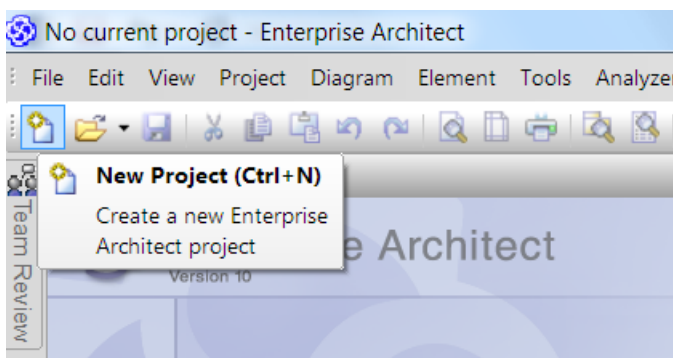 No current project - Enterprise Architect
File Edit View Project Diagram Element Tools Analyzer
New Project (Ctrl+N)
Create a new Enterprise
Architect project
e Architect
Version 10
Team Review